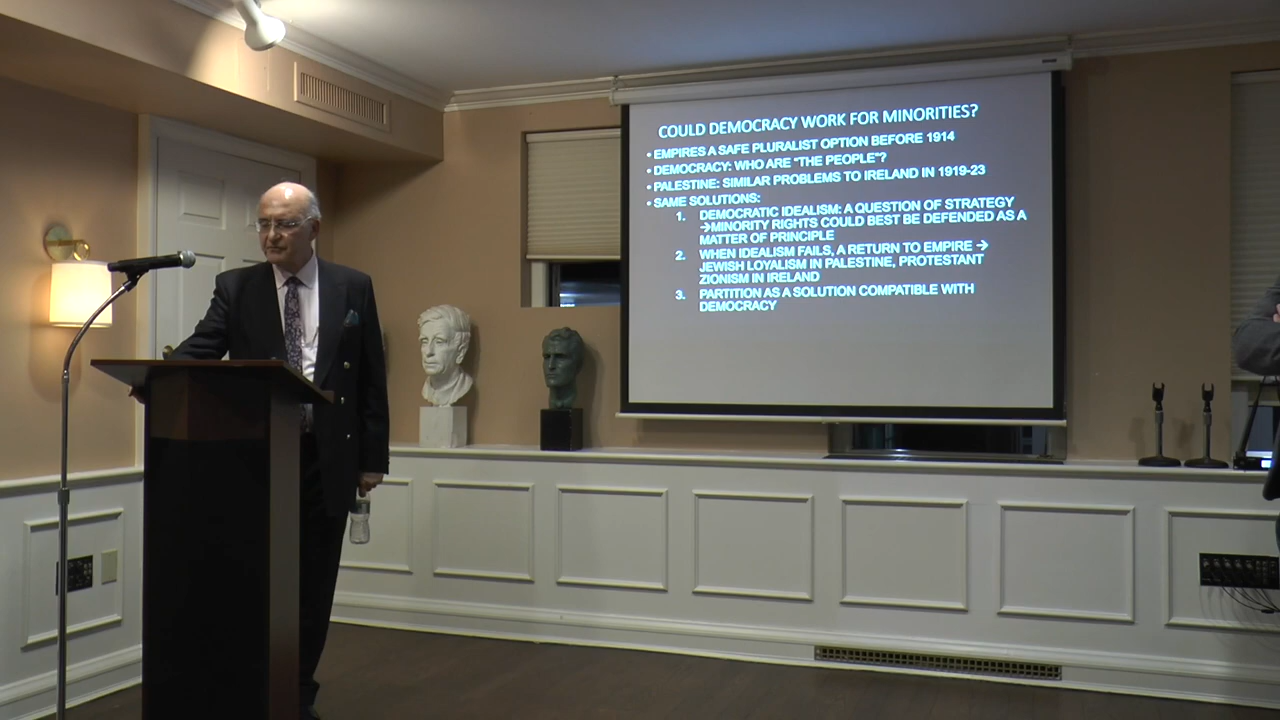 COULD DEMOCRACY WORK FOR MINORITIES?
• EMPIRES A SAFE PLURALIST OPTION BEFORE 1914
• DEMOCRACY: WHO ARE "THE PEOPLE"?
• PALESTINE: SIMILAR PROBLEMS TO IRELAND IN 1919-23
• SAME SOLUTIONS:
1. DEMOCRATIC IDEALISM: A QUESTION OF STRATEGY
→MINORITY RIGHTS COULD BEST BE DEFENDED AS A
MATTER OF PRINCIPLE
2. WHEN IDEALISM FAILS, A RETURN TO EMPIRE →
JEWISH LOYALISM IN PALESTINE, PROTESTANT
ZIONISM IN IRELAND
3. PARTITION AS A SOLUTION COMPATIBLE WITH
DEMOCRACY